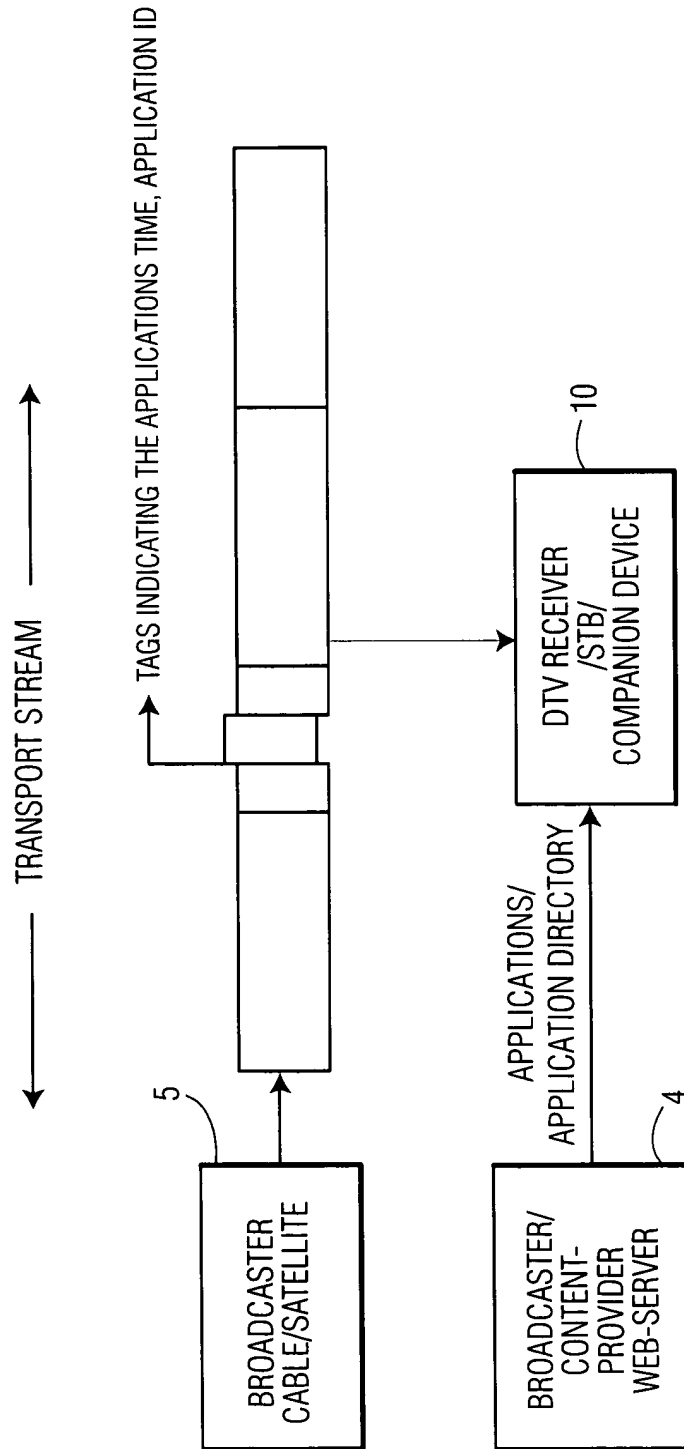 TRANSPORT STREAM
TAGS INDICATING THE APPLICATIONS TIME, APPLICATION ID
5
BROADCASTER
CABLE/SATELLITE
10
DTV RECEIVER
/STB/
COMPANION DEVICE
APPLICATIONS/
APPLICATION DIRECTORY
4
BROADCASTER/
CONTENT-
PROVIDER
WEB-SERVER